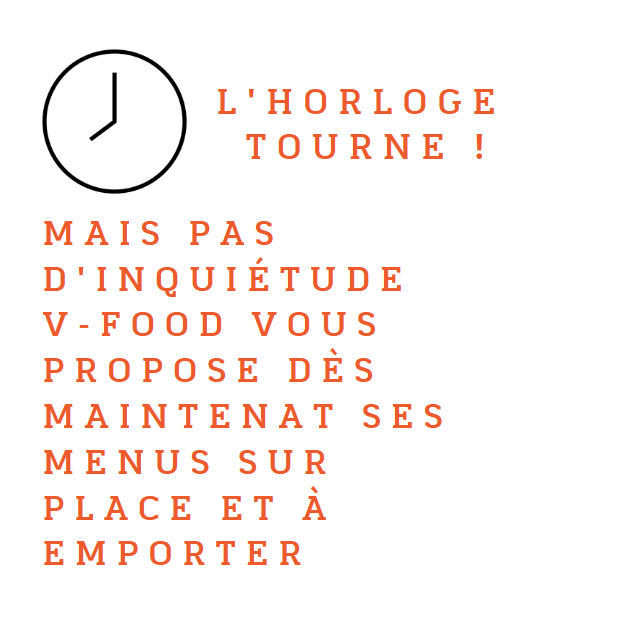 L'HORLOGE
TOURNE !
MAIS PAS
D'INQUIÉTUDE
V-FOOD VOUS
PROPOSE DÈS
MAINTENAT SES
MENUS SUR
PLACE ET À
EMPORTER